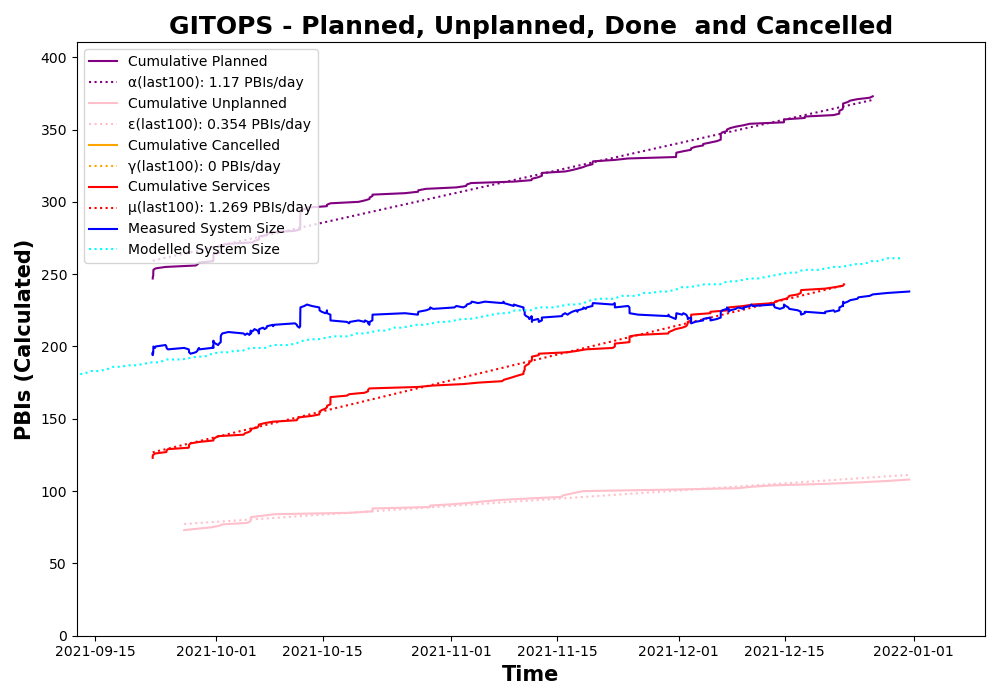 GITOPS - Planned, Unplanned, Done  and Cancelled
PBIs (Calculated)
400
350
300
250
200
150
100
50
0
Cumulative Planned
α(last100): 1.17 PBIs/day
Cumulative Unplanned
ε(last100): 0.354 PBIs/day
Cumulative Cancelled
γ(last100): 0 PBIs/day
Cumulative Services
μ(last100): 1.269 PBIs/day
Measured System Size
Modelled System Size
2021-09-15 2021-10-01 2021-10-15 2021-11-01 2021-11-15 2021-12-01 2021-12-15 2022-01-01
Time